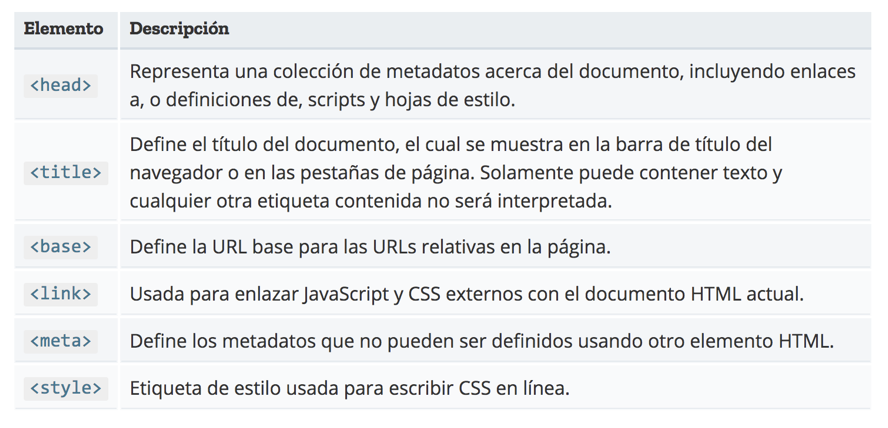 Elemento Descripción
<head> Representa una colección de metadatos acerca del documento, incluyendo enlaces
a, o definiciones de, scripts y hojas de estilo.
<title> Define el título del documento, el cual se muestra en la barra de título del
navegador o en las pestañas de página. Solamente puede contener texto y
cualquier otra etiqueta contenida no será interpretada.
<base> Define la URL base para las URLs relativas en la página.
<link> Usada para enlazar JavaScript y CSS externos con el documento HTML actual.
<meta> Define los metadatos que no pueden ser definidos usando otro elemento HTML.
<style> Etiqueta de estilo usada para escribir CSS en línea.